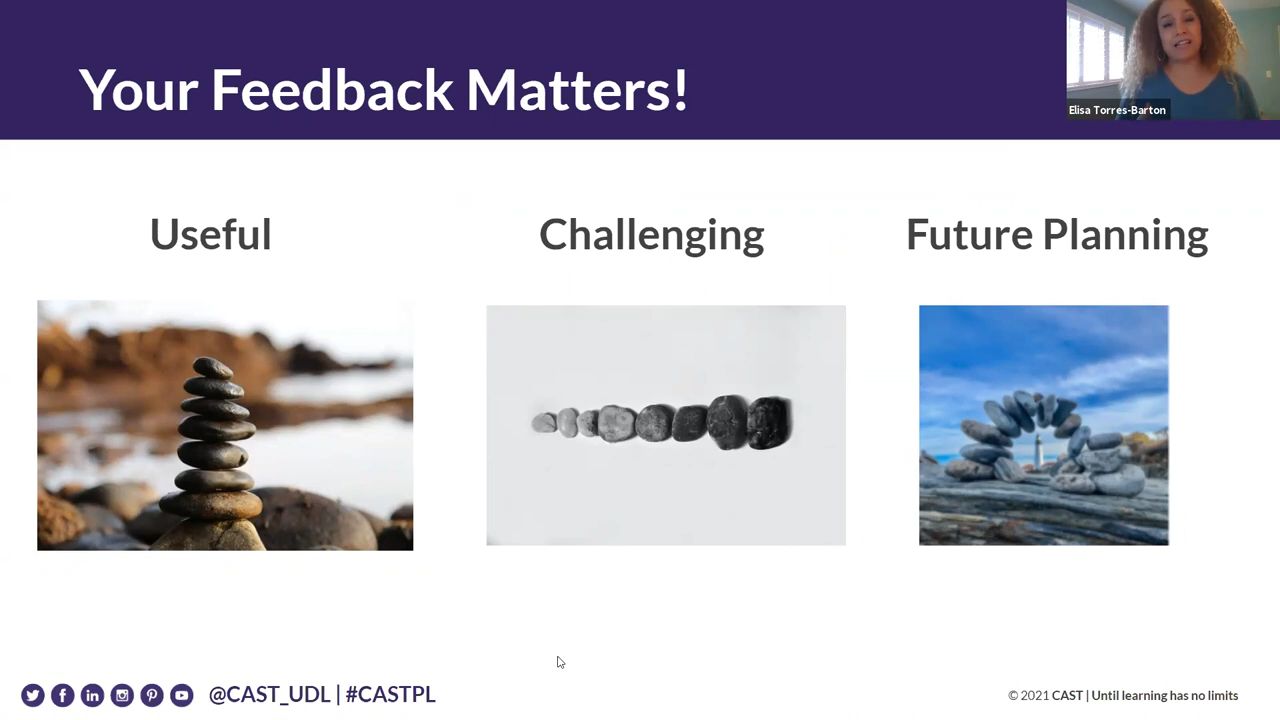 Your Feedback Matters!
Elisa Torres-Barton
Useful
Challenging
Future Planning
@CAST_UDL | #CASTPL
© 2021 CAST | Until learning has no limits